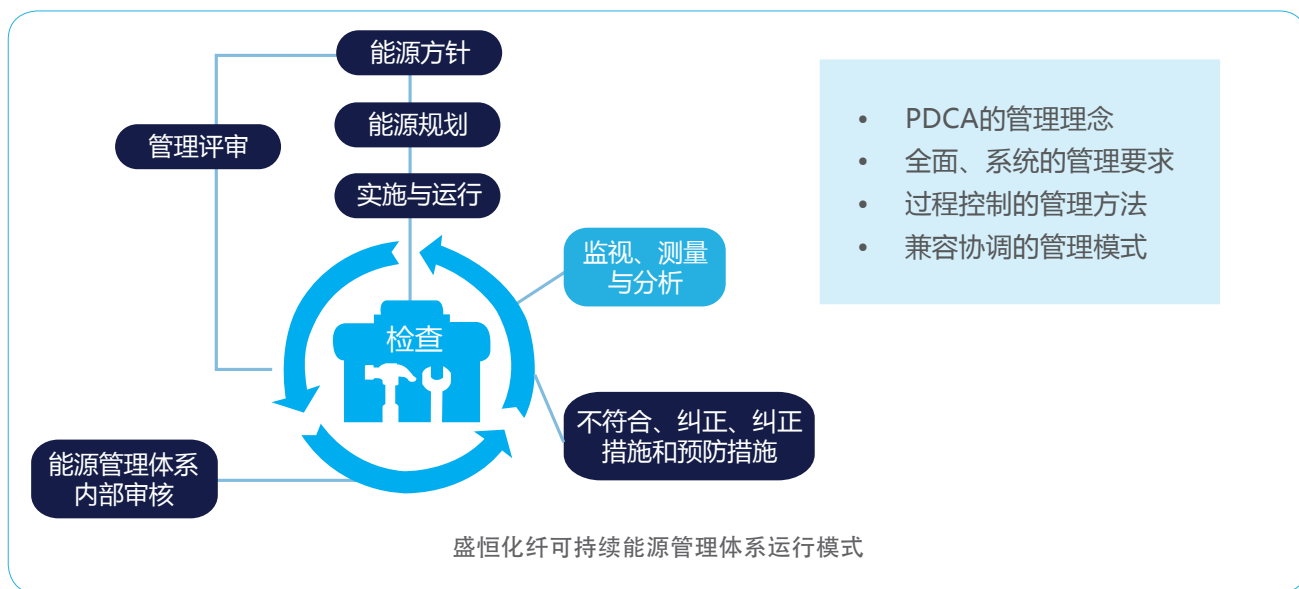 能源方针
能源规划
管理评审
实施与运行
监视、测量
与分析
检查
不符合、纠正、纠正
措施和预防措施
能源管理体系
内部审核
• PDCA的管理理念
• 全面、系统的管理要求
• 过程控制的管理方法
• 兼容协调的管理模式
盛恒化纤可持续能源管理体系运行模式